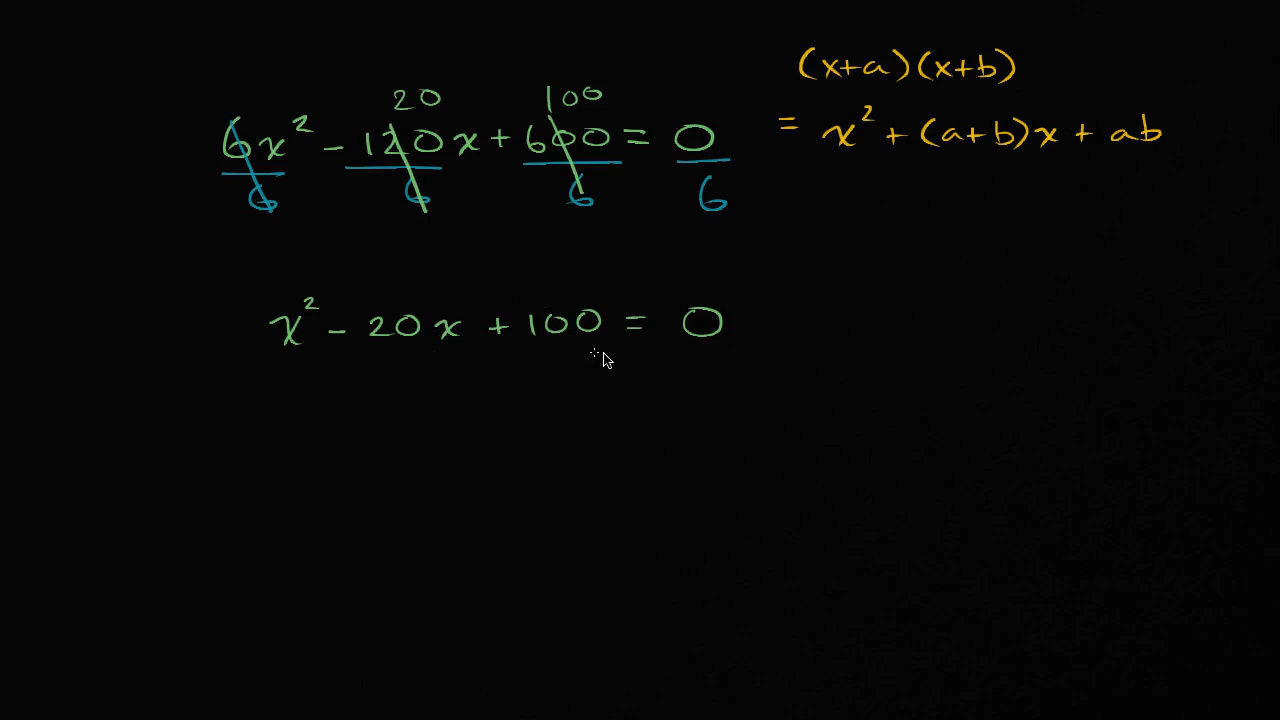 (x+a)(x+b)
= x² + (a+b)x + ab
20 100
6x² - 120x + 600 = 0
6 6 6 6
x² - 20x + 100 = 0